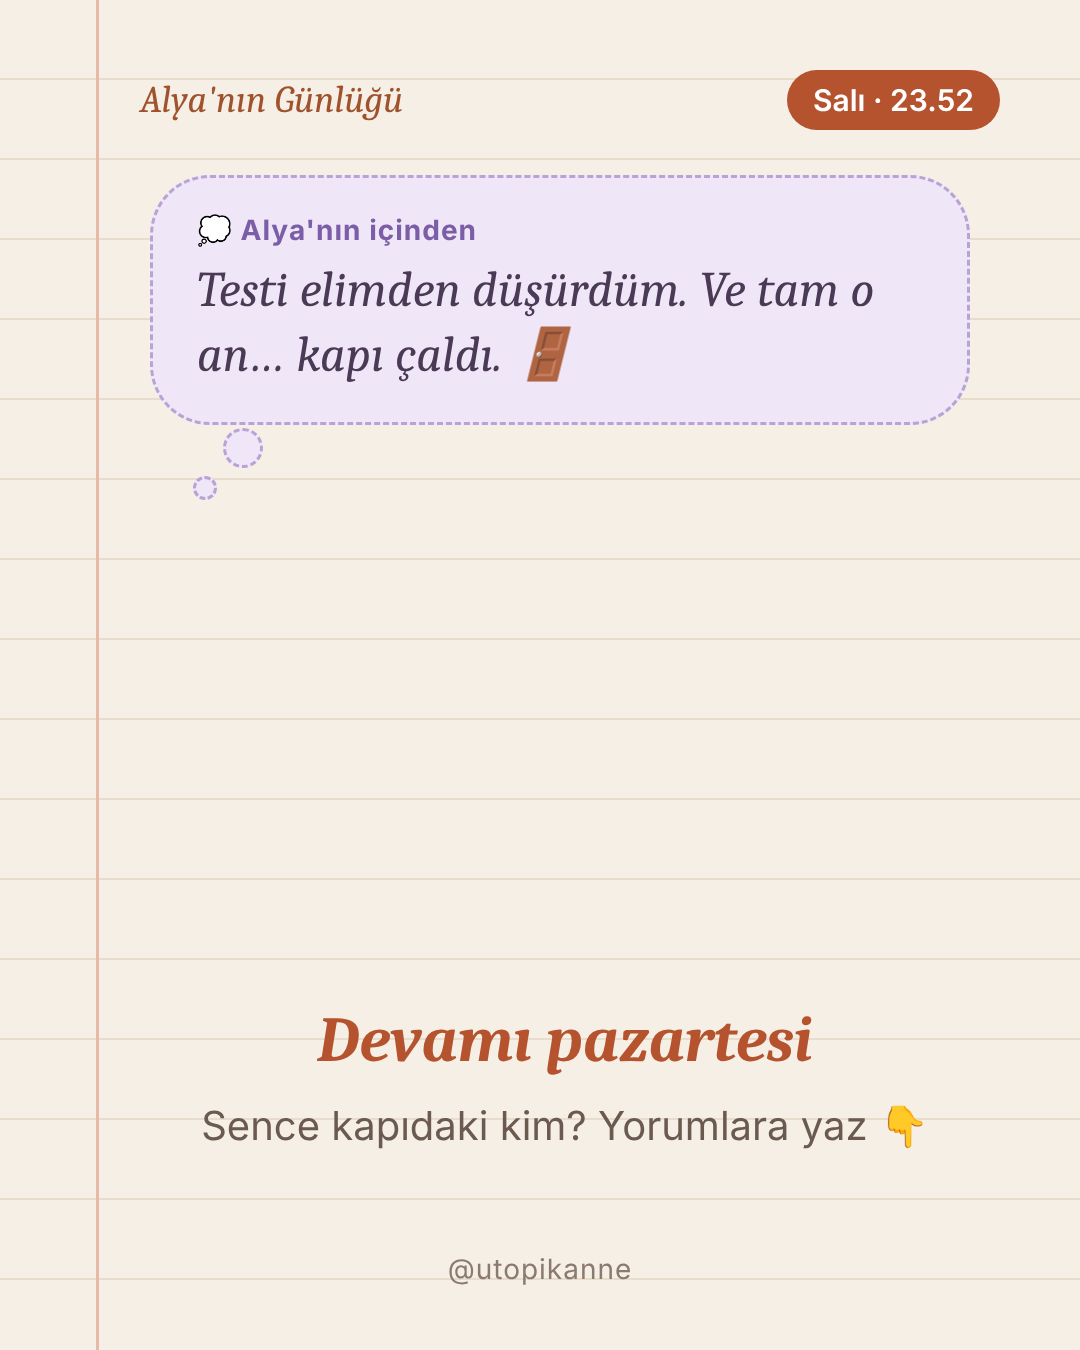 Alya'nın Günlüğü
Salı · 23.52
💭 Alya'nın içinden
Testi elimden düşürdüm. Ve tam o
an... kapı çaldı. 🚪
Devamı pazartesi
Sence kapıdaki kim? Yorumlara yaz 👇
@utopikanne